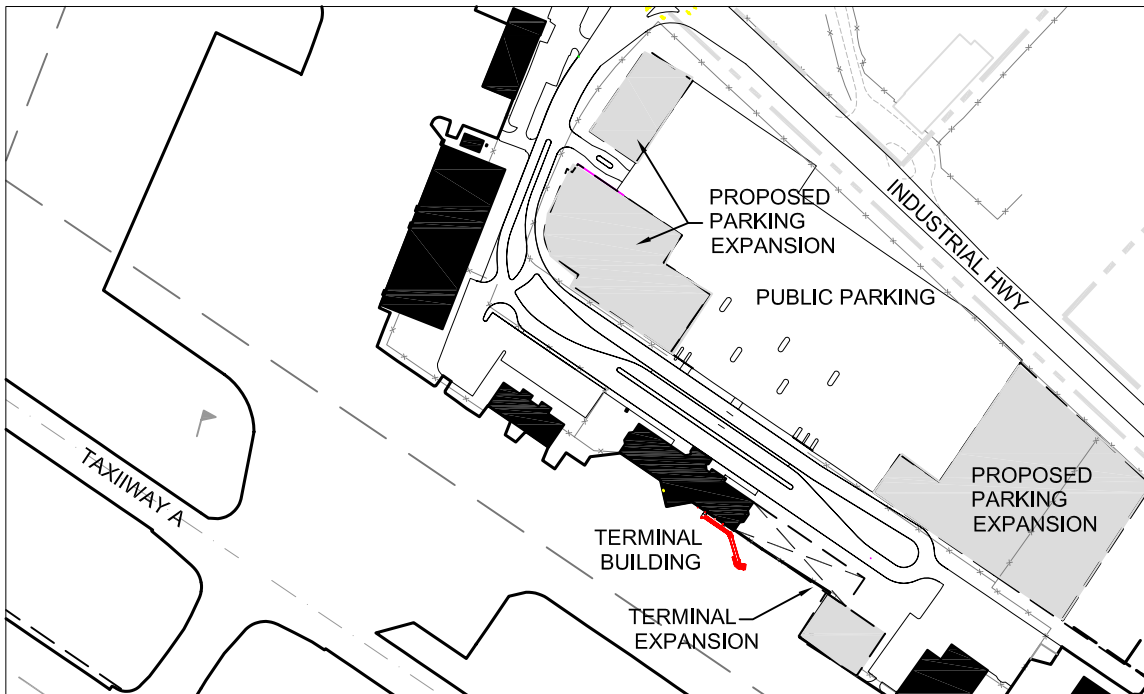 PROPOSED
PARKING
EXPANSION
INDUSTRIAL HWY
PUBLIC PARKING
TAXIIWAY A
PROPOSED
PARKING
EXPANSION
TERMINAL
BUILDING
TERMINAL
EXPANSION